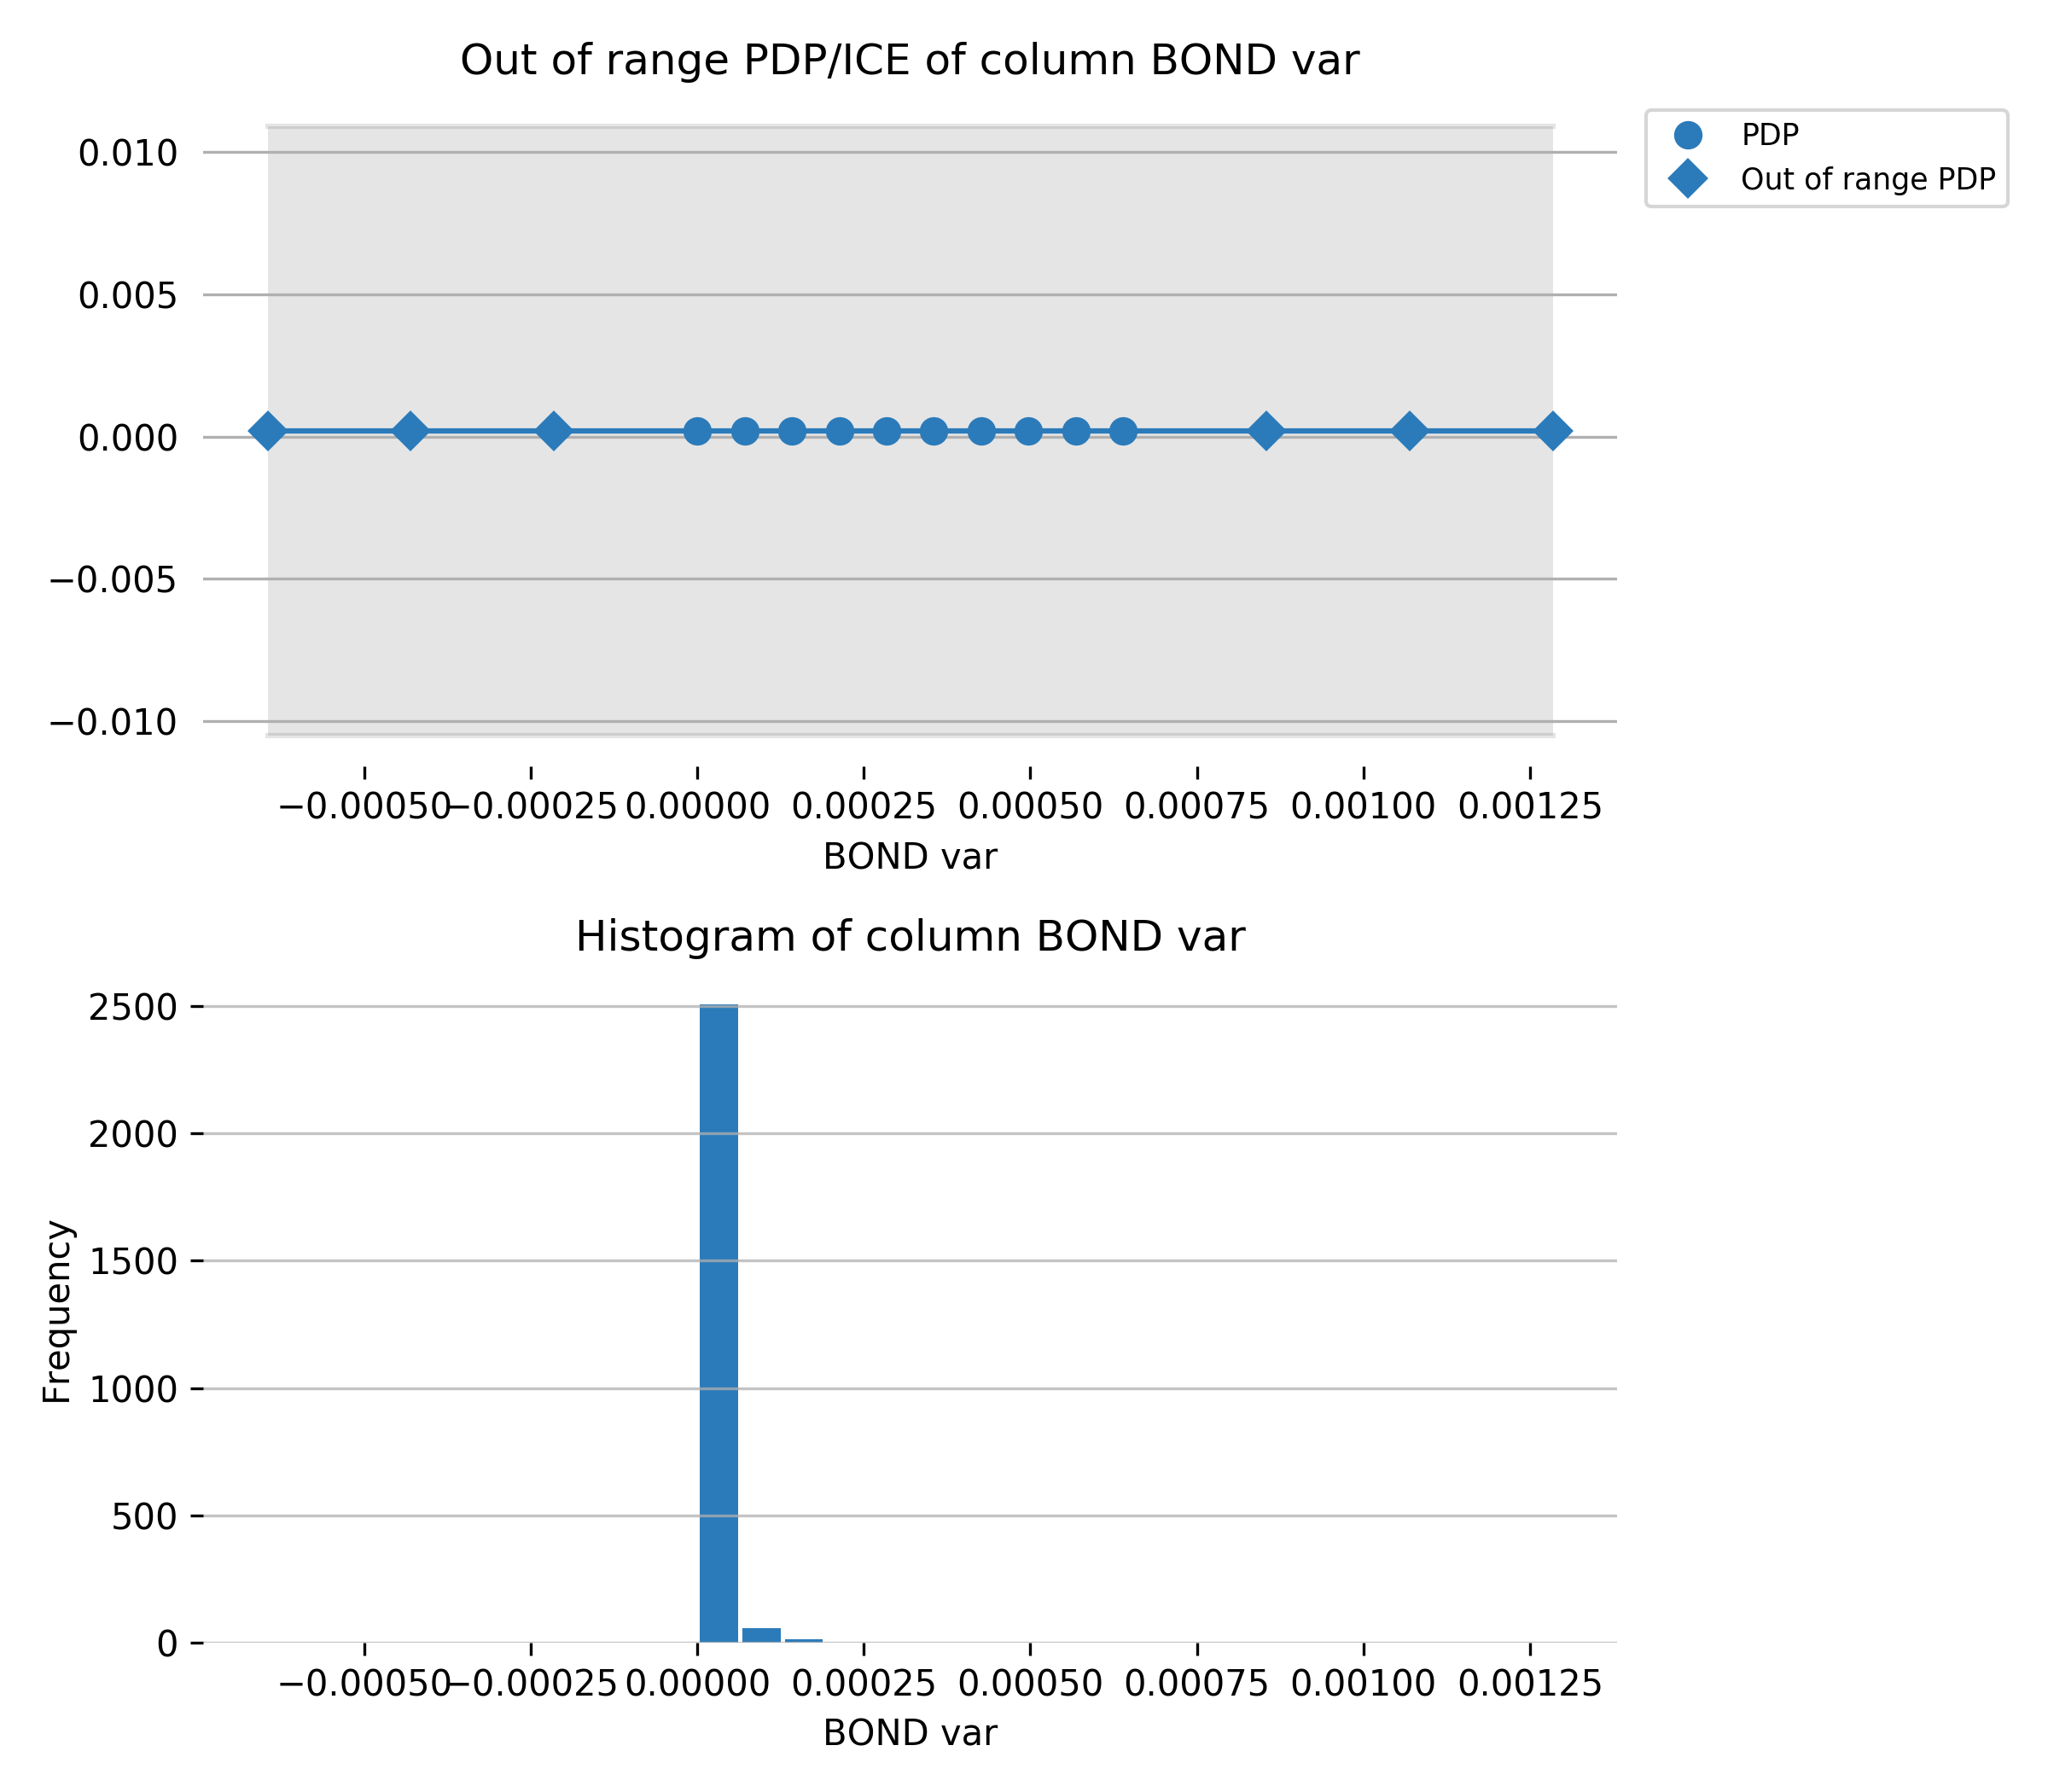 Out of range PDP/ICE of column BOND var
PDP
Out of range PDP
0.010
0.005
0.000
−0.005
−0.010
−0.00050 −0.00025 0.00000 0.00025 0.00050 0.00075 0.00100 0.00125
BOND var
Histogram of column BOND var
2500
2000
1500
1000
500
0
Frequency
−0.00050 −0.00025 0.00000 0.00025 0.00050 0.00075 0.00100 0.00125
BOND var